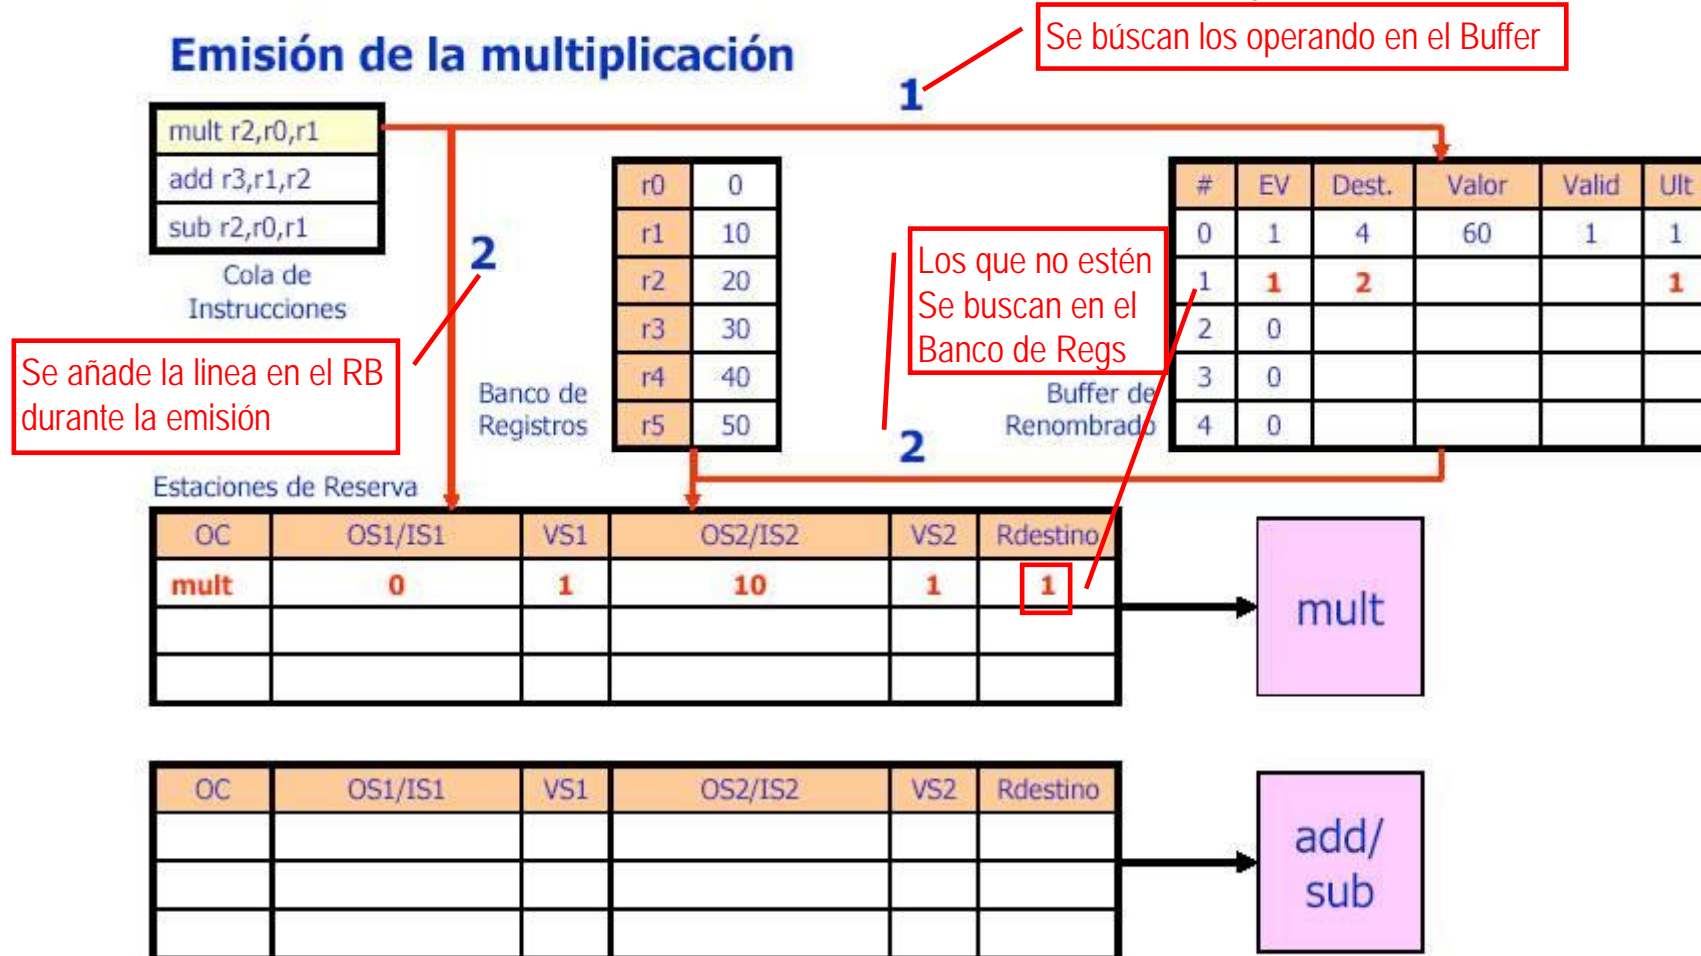 Se búscan los operando en el Buffer
Emisión de la multiplicación
1
mult r2,r0,r1
add r3,r1,r2
sub r2,r0,r1
Cola de
Instrucciones
2
r0 0
r1 10
r2 20
r3 30
r4 40
r5 50
Banco de
Registros
# EV Dest. Valor Valid Ult
0 1 4 60 1 1
1 1 2 1
2 0
3 0
4 0
Buffer de
Renombrado
Los que no estén
Se buscan en el
Banco de Regs
Se añade la linea en el RB
durante la emisión
2
Estaciones de Reserva
OC OS1/IS1 VS1 OS2/IS2 VS2 Rdestino
mult 0 1 10 1 1
mult
OC OS1/IS1 VS1 OS2/IS2 VS2 Rdestino
add/
sub